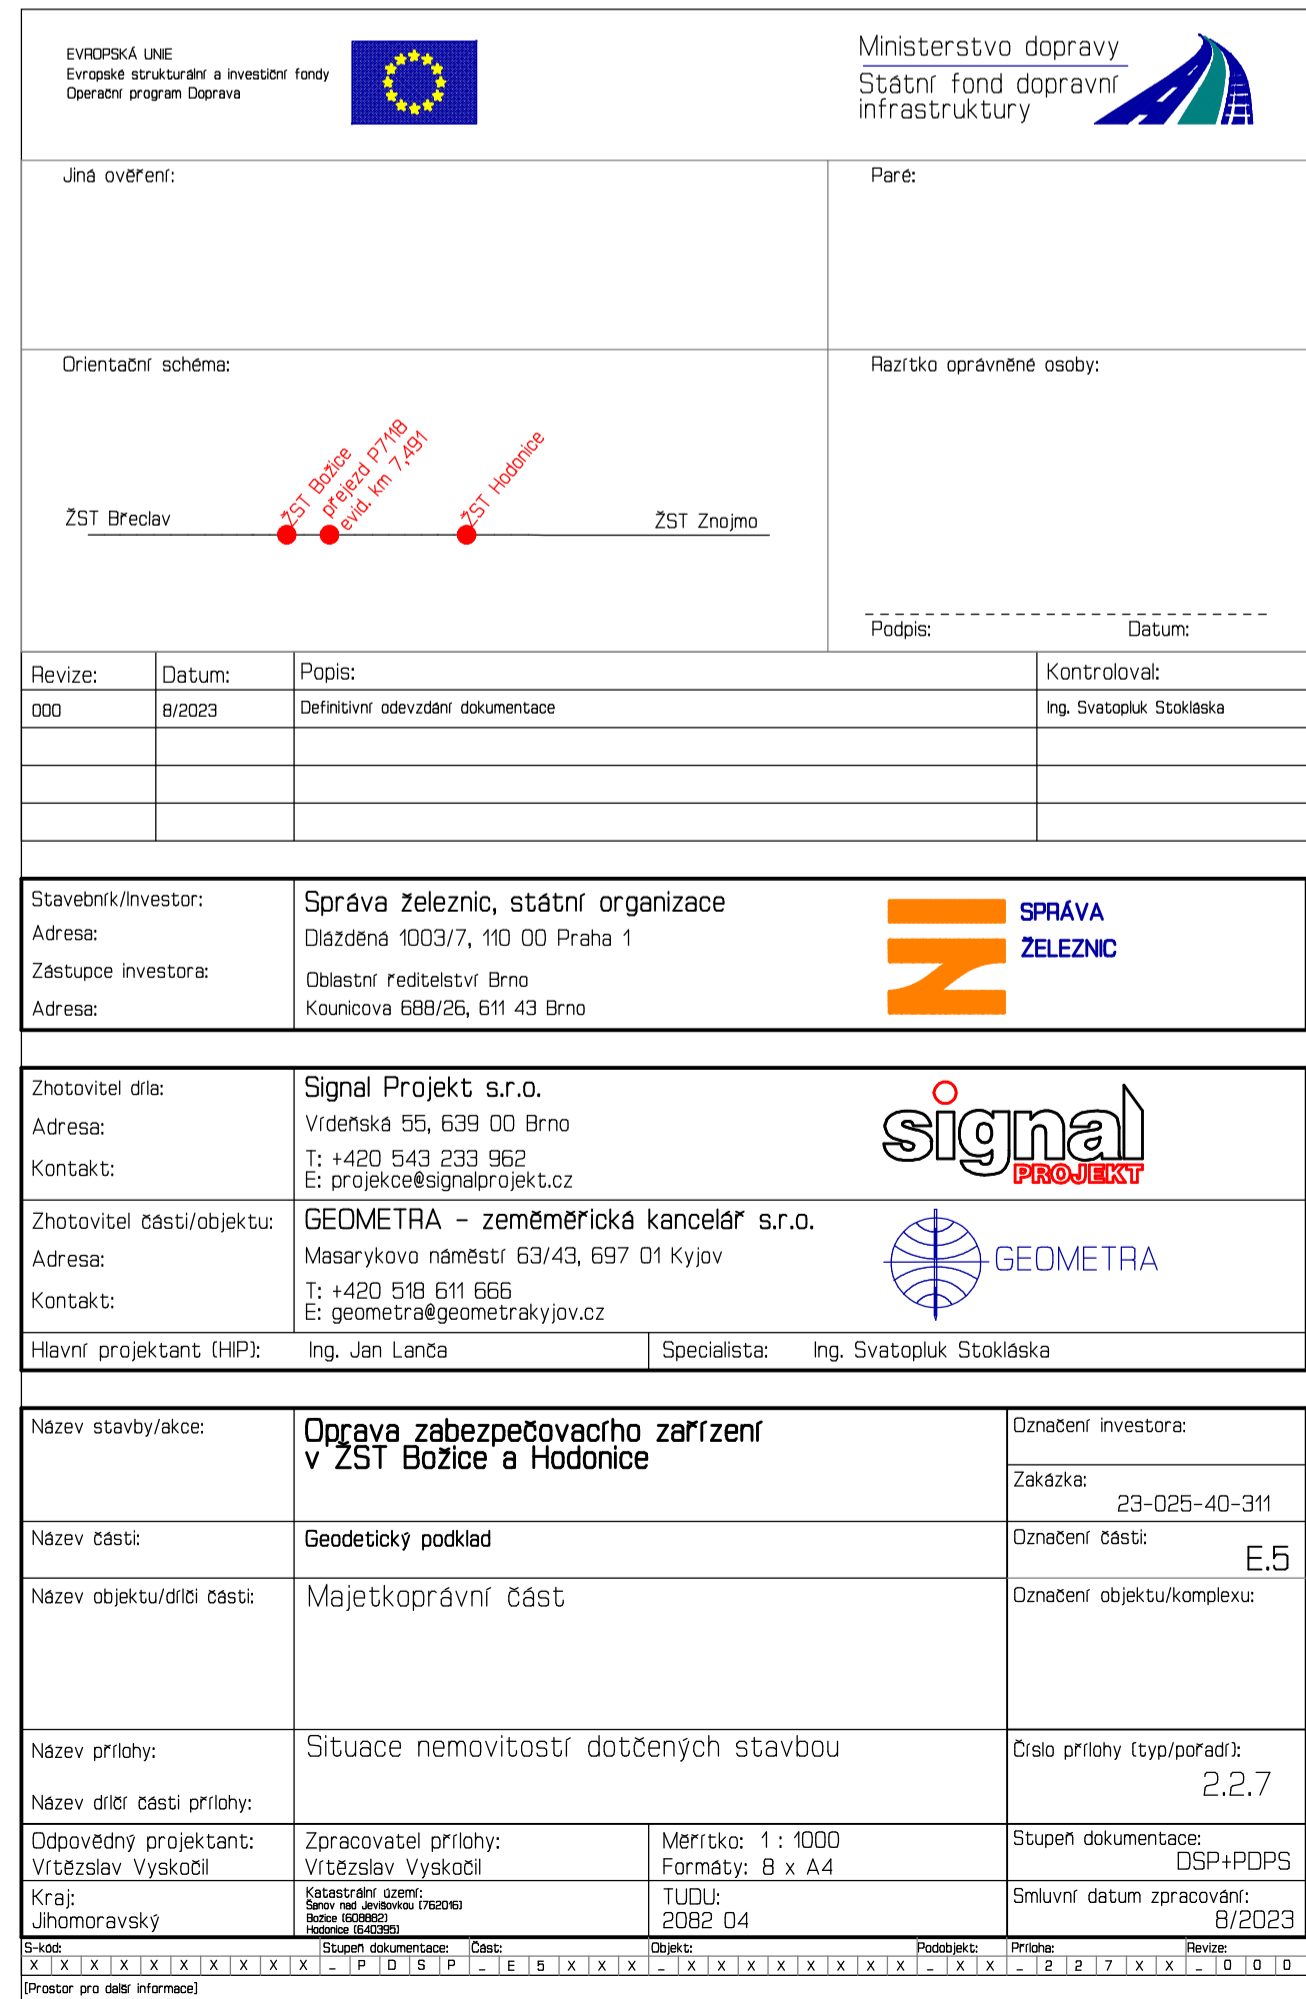 EVROPSKÁ UNIE
Evropské strukturální a investiční fondy
Operační program Doprava
Ministerstvo dopravy
Státní fond dopravní
infrastruktury
Jiná ověření:
Paré:
Orientační schéma:
Razítko oprávněné osoby:
ŽST Břeclav
ŽST Božice
přejezd P7118
evid. km 7,491
ŽST Hodonice
ŽST Znojmo
Podpis: Datum:
Revize: Datum: Popis: Kontroloval:
000 8/2023 Definitivní odevzdání dokumentace Ing. Svatopluk Stokláska
Stavebník/Investor: Správa železnic, státní organizace
Adresa: Dlážděná 1003/7, 110 00 Praha 1
Zástupce investora: Oblastní ředitelství Brno
Adresa: Kounicova 688/26, 611 43 Brno
SPRÁVA
ŽELEZNIC
Zhotovitel díla: Signal Projekt s.r.o.
Adresa: Vídeňská 55, 639 00 Brno
Kontakt: T: +420 543 233 962
E: projekce@signalprojekt.cz
signal
PROJEKT
Zhotovitel části/objektu: GEOMETRA - zeměměřická kancelář s.r.o.
Adresa: Masarykovo náměstí 63/43, 697 01 Kyjov
Kontakt: T: +420 518 611 666
E: geometra@geometrakyjov.cz
GEOMETRA
Hlavní projektant (HIP): Ing. Jan Lanča Specialista: Ing. Svatopluk Stokláska
Název stavby/akce: Oprava zabezpečovacího zařízení
v ŽST Božice a Hodonice
Označení investora:
Zakázka:
23-025-40-311
Název části: Geodetický podklad
Označení části:
E.5
Název objektu/dílčí části: Majetkoprávní část
Označení objektu/komplexu:
Název přílohy: Situace nemovitostí dotčených stavbou
Číslo přílohy (typ/pořadí):
2.2.7
Název dílčí části přílohy:
Odpovědný projektant: Zpracovatel přílohy: Měřítko: 1 : 1000 Stupeň dokumentace:
Vítězslav Vyskočil Vítězslav Vyskočil Formáty: 8 x A4 DSP+PDPS
Kraj:
Jihomoravský
Katastrální území:
Šanov nad Jevišovkou [762016]
Božice [608882]
Hodonice [640395]
TUDU:
2082 04
Smluvní datum zpracování:
8/2023
S-kód: Stupeň dokumentace: Část: Objekt: Podobjekt: Příloha: Revize:
X X X X X X X X X X _ P D S P _ E 5 X X X _ X X X X X X X X _ X X _ 2 2 7 X X _ 0 0 0
[Prostor pro další informace]